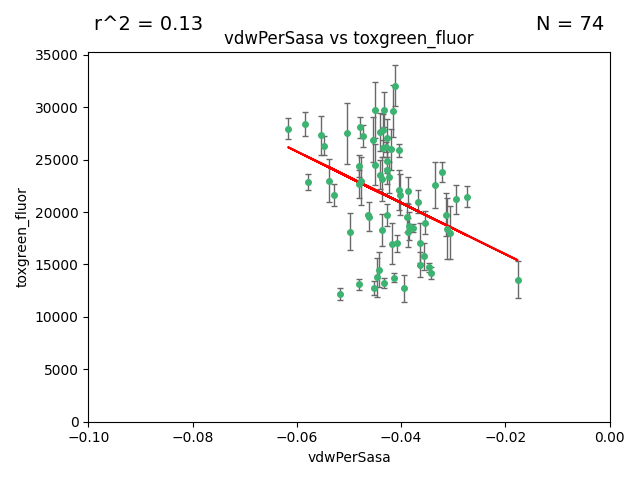 r^2 = 0.13
N = 74
vdwPerSasa vs toxgreen_fluor
35000
30000
25000
20000
15000
10000
5000
0
toxgreen_fluor
−0.10
−0.08
−0.06
−0.04
−0.02
0.00
vdwPerSasa